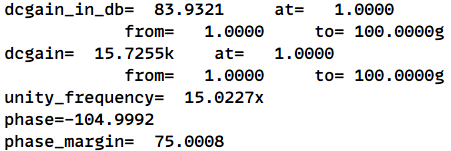 dcgain_in_db=  83.9321     at=   1.0000
            from=   1.0000     to= 100.0000g
dcgain=  15.7255k    at=   1.0000
            from=   1.0000     to= 100.0000g
unity_frequency=  15.0227x
phase=-104.9992
phase_margin=  75.0008